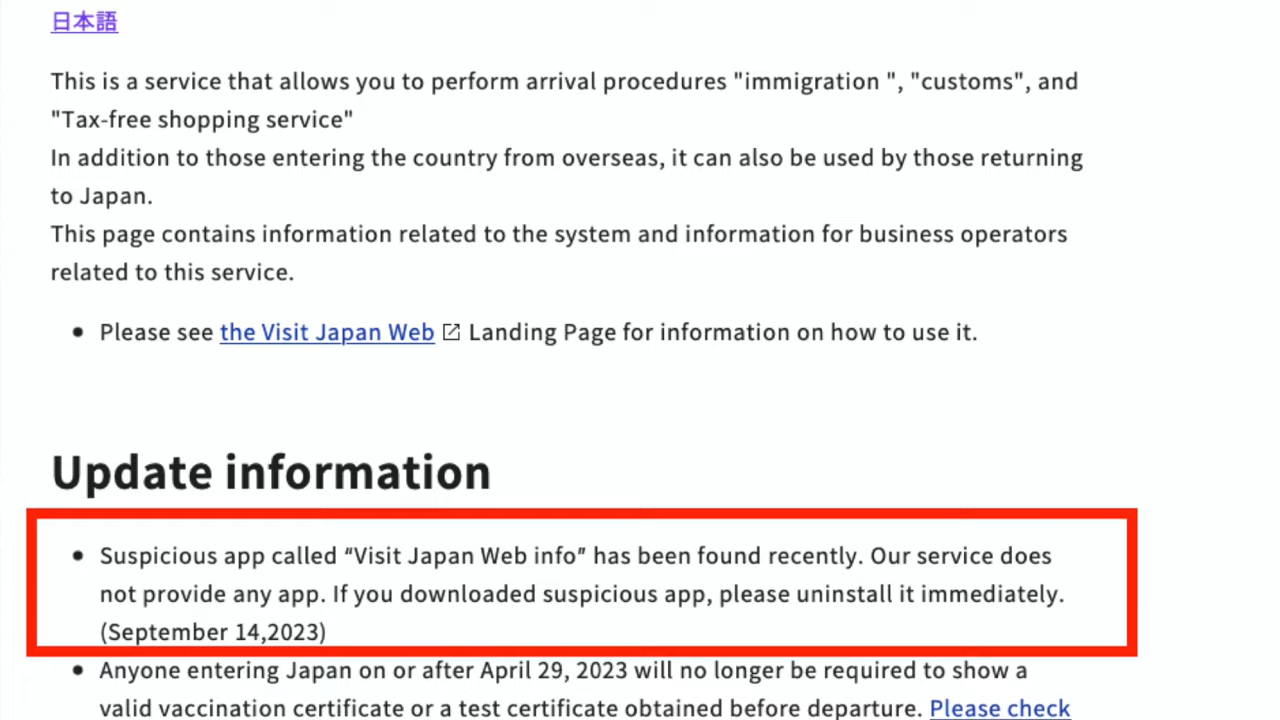 日本語
This is a service that allows you to perform arrival procedures "immigration ", "customs", and
"Tax-free shopping service"
In addition to those entering the country from overseas, it can also be used by those returning
to Japan.
This page contains information related to the system and information for business operators
related to this service.
• Please see the Visit Japan Web Landing Page for information on how to use it.
Update information
• Suspicious app called “Visit Japan Web info” has been found recently. Our service does
not provide any app. If you downloaded suspicious app, please uninstall it immediately.
(September 14,2023)
• Anyone entering Japan on or after April 29, 2023 will no longer be required to show a
valid vaccination certificate or a test certificate obtained before departure. Please check